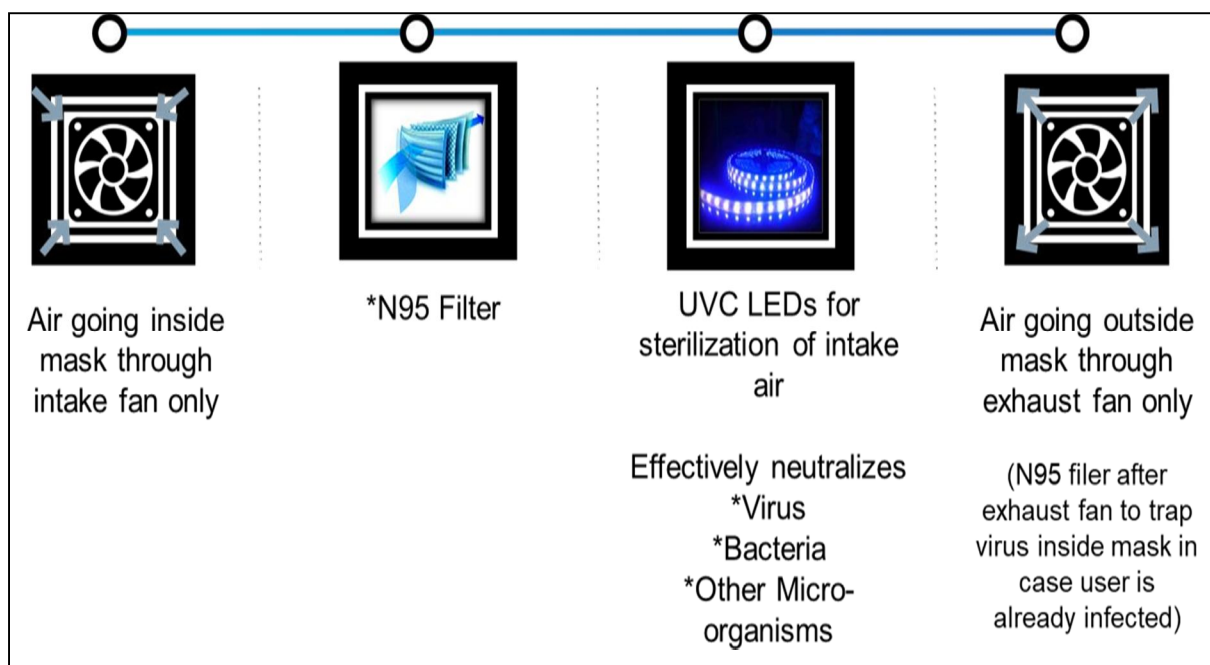 Air going inside
mask through
intake fan only
*N95 Filter
UVC LEDs for
sterilization of intake
air
Effectively neutralizes
*Virus
*Bacteria
*Other Micro-
organisms
Air going outside
mask through
exhaust fan only
(N95 filer after
exhaust fan to trap
virus inside mask in
case user is
already infected)